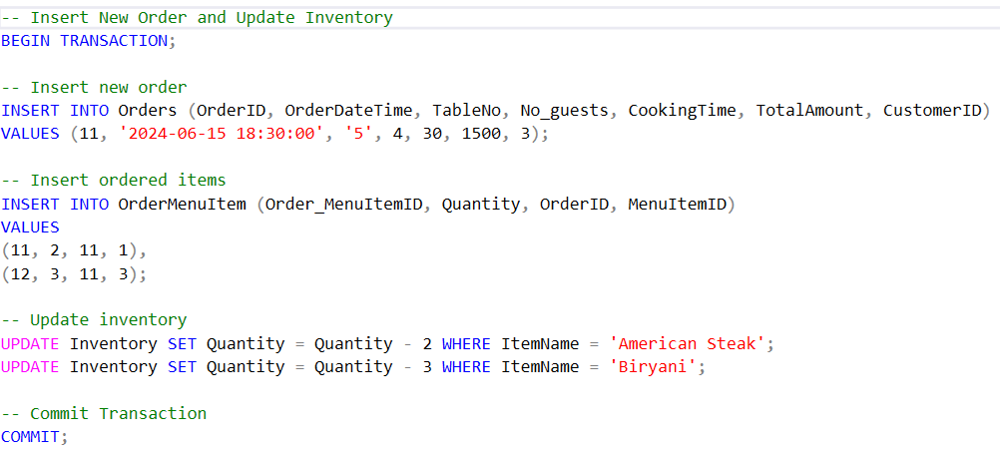 -- Insert New Order and Update Inventory
BEGIN TRANSACTION;
-- Insert new order
INSERT INTO Orders (OrderID, OrderDateTime, TableNo, No_guests, CookingTime, TotalAmount, CustomerID)
VALUES (11, '2024-06-15 18:30:00', '5', 4, 30, 1500, 3);
-- Insert ordered items
INSERT INTO OrderMenuItem (Order_MenuItemID, Quantity, OrderID, MenuItemID)
VALUES
(11, 2, 11, 1),
(12, 3, 11, 3);
-- Update inventory
UPDATE Inventory SET Quantity = Quantity - 2 WHERE ItemName = 'American Steak';
UPDATE Inventory SET Quantity = Quantity - 3 WHERE ItemName = 'Biryani';
-- Commit Transaction
COMMIT;